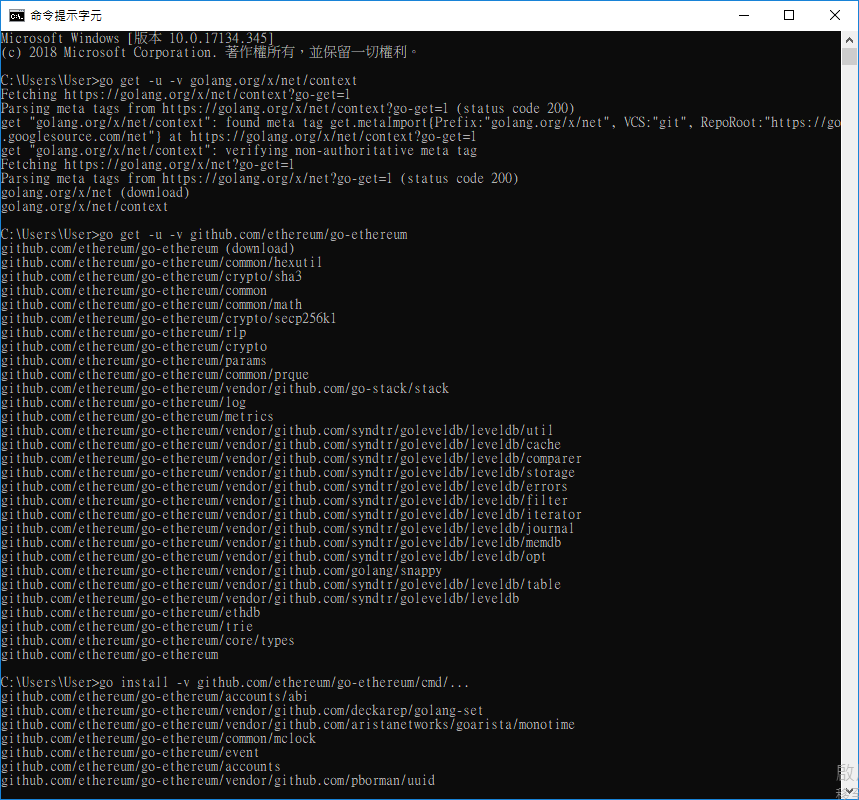 命令提示字元
Microsoft Windows [版本 10.0.17134.345]
(c) 2018 Microsoft Corporation. 著作權所有，並保留一切權利。
C:\Users\User>go get -u -v golang.org/x/net/context
Fetching https://golang.org/x/net/context?go-get=1
Parsing meta tags from https://golang.org/x/net/context?go-get=1 (status code 200)
get "golang.org/x/net/context": found meta tag get.metaImport{Prefix:"golang.org/x/net", VCS:"git", RepoRoot:"https://go
.googlesource.com/net"} at https://golang.org/x/net/context?go-get=1
get "golang.org/x/net/context": verifying non-authoritative meta tag
Fetching https://golang.org/x/net?go-get=1
Parsing meta tags from https://golang.org/x/net?go-get=1 (status code 200)
golang.org/x/net (download)
golang.org/x/net/context
C:\Users\User>go get -u -v github.com/ethereum/go-ethereum
github.com/ethereum/go-ethereum (download)
github.com/ethereum/go-ethereum/common/hexutil
github.com/ethereum/go-ethereum/crypto/sha3
github.com/ethereum/go-ethereum/common
github.com/ethereum/go-ethereum/common/math
github.com/ethereum/go-ethereum/crypto/secp256k1
github.com/ethereum/go-ethereum/rlp
github.com/ethereum/go-ethereum/crypto
github.com/ethereum/go-ethereum/params
github.com/ethereum/go-ethereum/common/prque
github.com/ethereum/go-ethereum/vendor/github.com/go-stack/stack
github.com/ethereum/go-ethereum/log
github.com/ethereum/go-ethereum/metrics
github.com/ethereum/go-ethereum/vendor/github.com/syndtr/goleveldb/leveldb/util
github.com/ethereum/go-ethereum/vendor/github.com/syndtr/goleveldb/leveldb/cache
github.com/ethereum/go-ethereum/vendor/github.com/syndtr/goleveldb/leveldb/comparer
github.com/ethereum/go-ethereum/vendor/github.com/syndtr/goleveldb/leveldb/storage
github.com/ethereum/go-ethereum/vendor/github.com/syndtr/goleveldb/leveldb/errors
github.com/ethereum/go-ethereum/vendor/github.com/syndtr/goleveldb/leveldb/filter
github.com/ethereum/go-ethereum/vendor/github.com/syndtr/goleveldb/leveldb/iterator
github.com/ethereum/go-ethereum/vendor/github.com/syndtr/goleveldb/leveldb/journal
github.com/ethereum/go-ethereum/vendor/github.com/syndtr/goleveldb/leveldb/memdb
github.com/ethereum/go-ethereum/vendor/github.com/syndtr/goleveldb/leveldb/opt
github.com/ethereum/go-ethereum/vendor/github.com/golang/snappy
github.com/ethereum/go-ethereum/vendor/github.com/syndtr/goleveldb/leveldb/table
github.com/ethereum/go-ethereum/vendor/github.com/syndtr/goleveldb/leveldb
github.com/ethereum/go-ethereum/ethdb
github.com/ethereum/go-ethereum/trie
github.com/ethereum/go-ethereum/core/types
github.com/ethereum/go-ethereum
C:\Users\User>go install -v github.com/ethereum/go-ethereum/cmd/...
github.com/ethereum/go-ethereum/accounts/abi
github.com/ethereum/go-ethereum/vendor/github.com/deckarep/golang-set
github.com/ethereum/go-ethereum/vendor/github.com/aristanetworks/goarista/monotime
github.com/ethereum/go-ethereum/common/mclock
github.com/ethereum/go-ethereum/event
github.com/ethereum/go-ethereum/accounts
github.com/ethereum/go-ethereum/vendor/github.com/pborman/uuid
啟